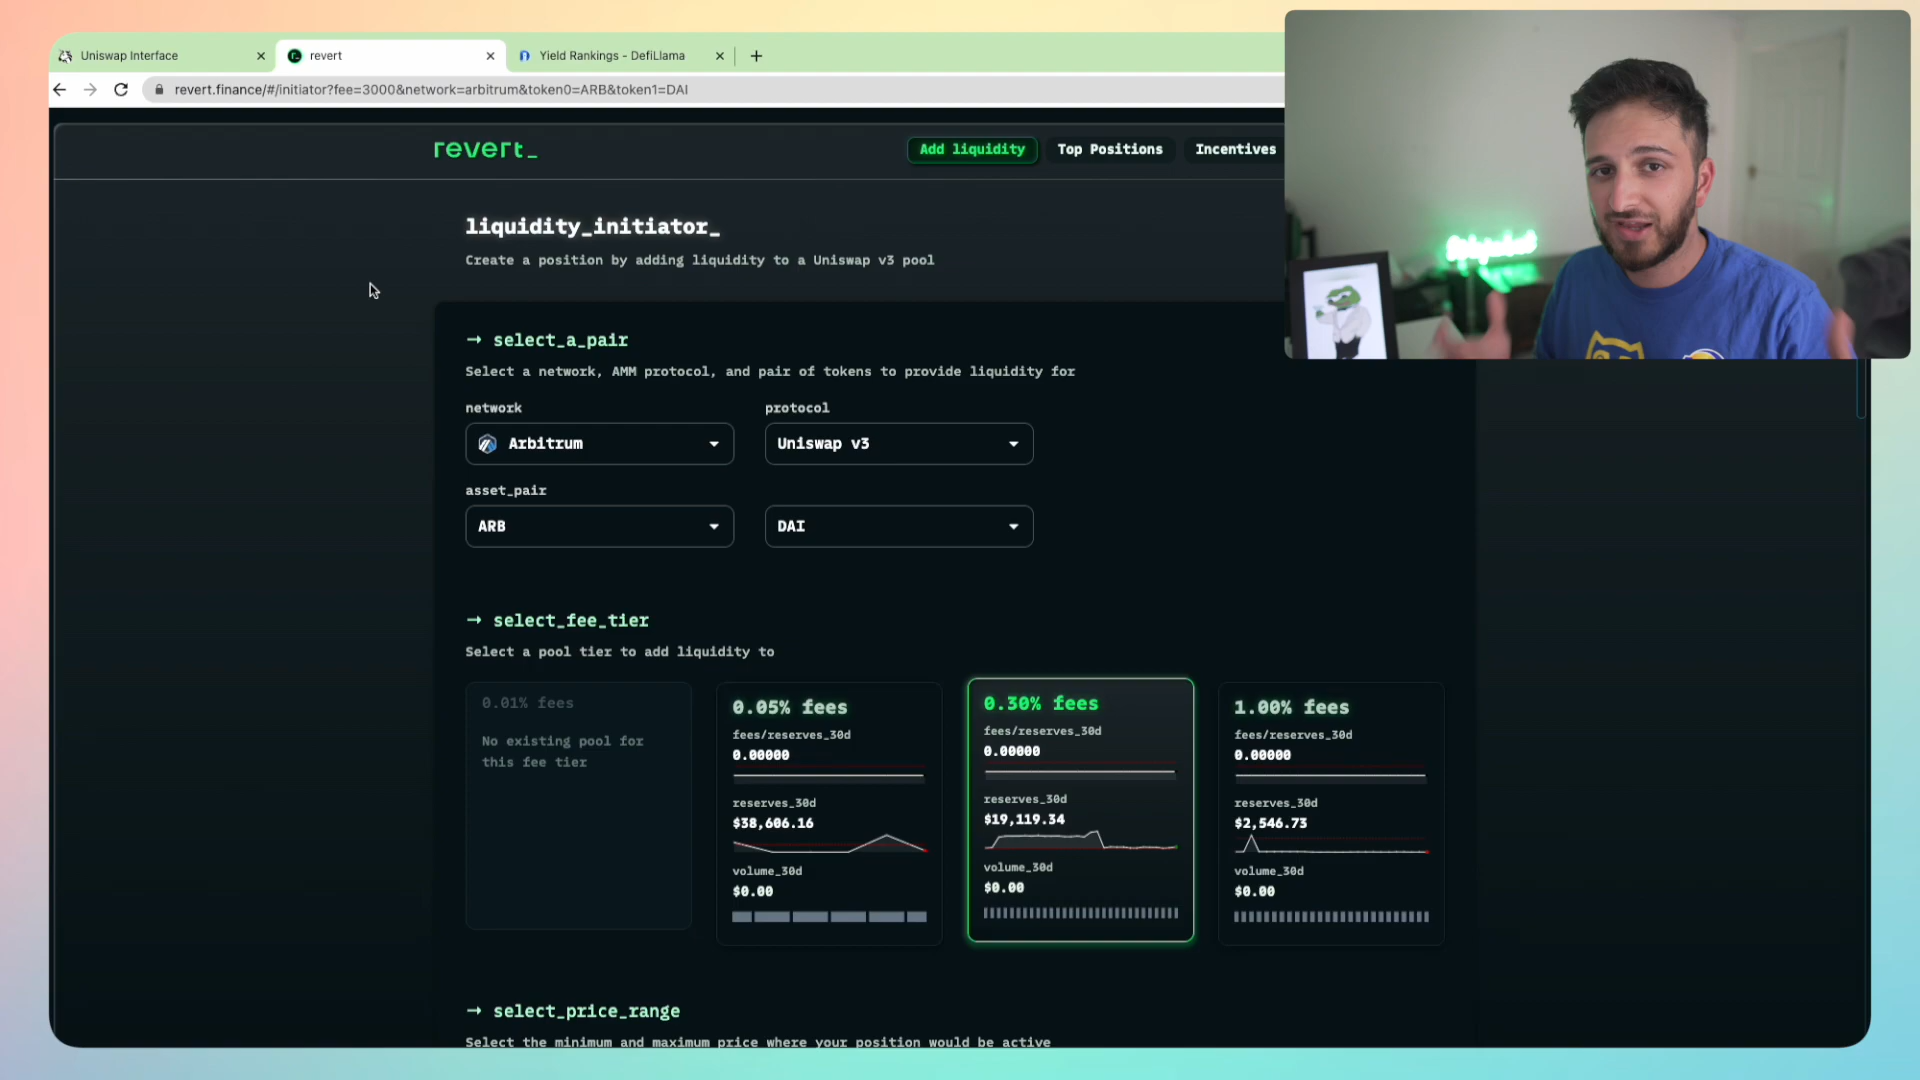 Uniswap Interface
revert
Yield Rankings - DefiLlama
revert.finance/#/initiator?fee=3000&network=arbitrum&token0=ARB&token1=DAI
revert_
Add liquidity
Top Positions
Incentives
liquidity_initiator_
Create a position by adding liquidity to a Uniswap v3 pool
→ select_a_pair
Select a network, AMM protocol, and pair of tokens to provide liquidity for
network
protocol
Arbitrum
Uniswap v3
asset_pair
ARB
DAI
→ select_fee_tier
Select a pool tier to add liquidity to
0.01% fees
No existing pool for
this fee tier
0.05% fees
fees/reserves_30d
0.00000
reserves_30d
$38,606.16
volume_30d
$0.00
0.30% fees
fees/reserves_30d
0.00000
reserves_30d
$19,119.34
volume_30d
$0.00
1.00% fees
fees/reserves_30d
0.00000
reserves_30d
$2,546.73
volume_30d
$0.00
→ select_price_range
Select the minimum and maximum price where your position would be active